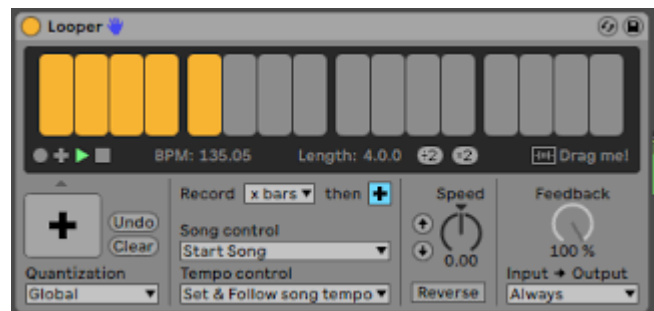 Looper
BPM: 135.05 Length: 4.0.0 ÷2 ×2 Drag me!
Record x bars then +
Speed
Feedback
Undo
Clear
Song control
Start Song
0.00
100 %
Quantization
Tempo control
Input → Output
Global
Set & Follow song tempo
Reverse
Always